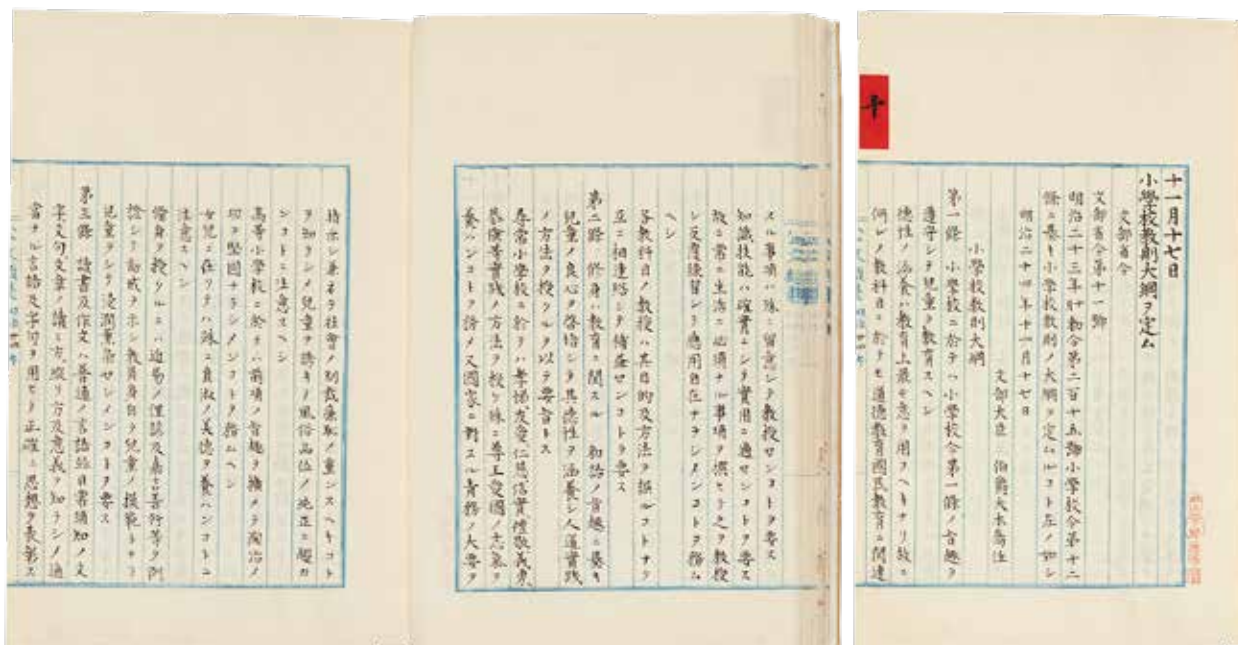 十一月十七日
小學校教則大綱ヲ定ム
文部省令
文部省令第十一號
明治二十三年十月勅令第二百十五號小學校令第十二
條ニ基キ小學校教則ノ大綱ヲ定ムルコト左ノ如シ
明治二十四年十一月十七日
文部大臣 伯爵大木喬任
小學校教則大綱
第一條 小學校ニ於テハ小學校令第一條ノ旨趣ヲ
遵守シテ兒童ヲ教育スヘシ
德性ノ涵養ハ教育上最モ意ヲ用フヘキナリ故ニ
何レノ教科目ニ於テモ道德教育國民教育ニ關連
スル事項ハ殊ニ留意シテ教授センコトヲ要ス
知識技能ハ確實ニシテ實用ニ適センコトヲ要ス
故ニ常ニ生活ニ必須ナル事項ヲ撰ヒテ之ヲ教授
シ反覆練習シテ應用自在ナラシメンコトヲ務ム
ヘシ
各教科目ノ教授ハ其目的及方法ヲ誤ルコトナク
互ニ相連絡シテ補益センコトヲ要ス
第二條 修身ハ教育ニ關スル 勅語ノ旨趣ニ基キ
兒童ノ良心ヲ啓培シテ其德性ヲ涵養シ人道實踐
ノ方法ヲ授クルヲ以テ要旨トス
尋常小學校ニ於テハ孝悌友愛仁慈信實禮敬義勇
恭儉等實踐ノ方法ヲ授ケ殊ニ尊王愛國ノ志氣ヲ
養ハンコトヲ務メ又國家ニ對スル責務ノ大要ヲ
指示シ兼ネテ社會ノ制裁廉恥ノ重ンスヘキコト
ヲ知ラシメ兒童ヲ誘キテ風俗品位ノ純正ニ趨カ
ンコトニ注意スヘシ
高等小學校ニ於テハ前項ノ旨趣ヲ擴メテ陶冶ノ
功ヲ堅固ナラシメンコトヲ務ムヘシ
女兒ニ在リテハ殊ニ貞淑ノ美德ヲ養ハンコトニ
注意スヘシ
修身ヲ授クルニハ近易ノ俚諺及嘉言善行等ヲ例
證シテ勸戒ヲ示シ教員身自ラ兒童ノ模範トナリ
兒童ヲシテ浸潤薰染セシメンコトヲ要ス
第三條 讀書及作文ハ普通ノ言語並日常須知ノ文
字文句文章ノ讀ミ方綴リ方及意義ヲ知ラシメ適
當ナル言語及字句ヲ用ヒテ正確ニ思想ヲ表彰ス